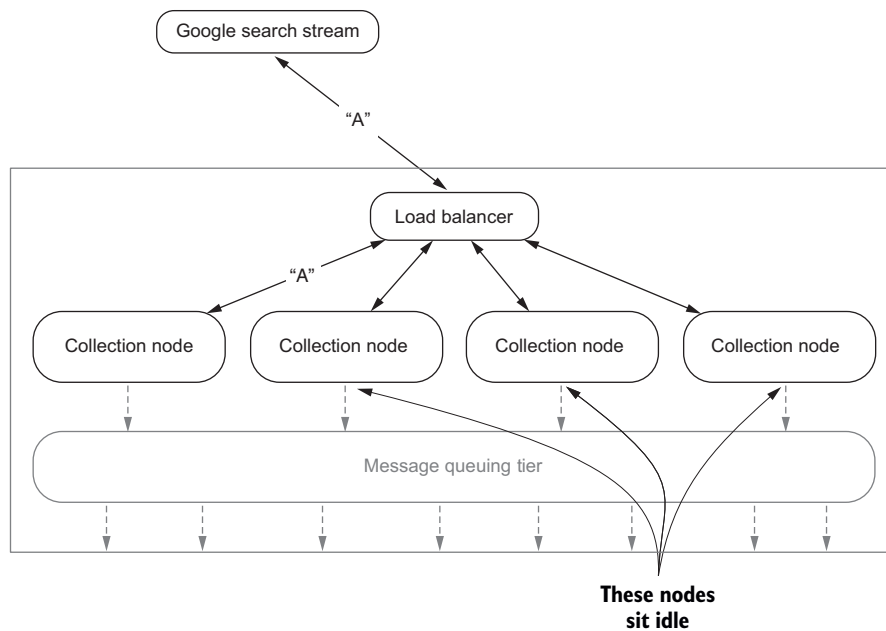 Google search stream
“A”
Load balancer
“A”
Collection node
Collection node
Collection node
Collection node
Message queuing tier
These nodes
sit idle